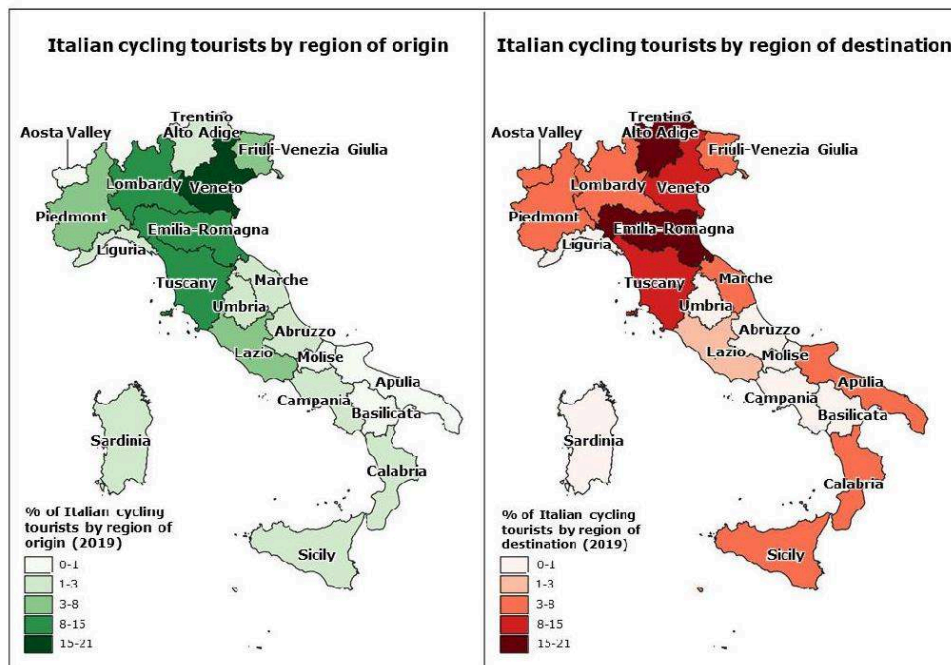 Italian cycling tourists by region of origin
Trentino
Alto Adige
Aosta Valley
Friuli-Venezia Giulia
Lombardy
Veneto
Piedmont
Emilia-Romagna
Liguria
Marche
Tuscany
Umbria
Abruzzo
Lazio
Molise
Apulia
Campania
Basilicata
Sardinia
Calabria
Sicily
% of Italian cycling
tourists by region of
origin (2019)
0-1
1-3
3-8
8-15
15-21
Italian cycling tourists by region of destination
Trentino
Alto Adige
Aosta Valley
Friuli-Venezia Giulia
Lombardy
Veneto
Piedmont
Emilia-Romagna
Liguria
Marche
Tuscany
Umbria
Abruzzo
Lazio
Molise
Apulia
Campania
Basilicata
Sardinia
Calabria
Sicily
% of Italian cycling
tourists by region of
destination (2019)
0-1
1-3
3-8
8-15
15-21